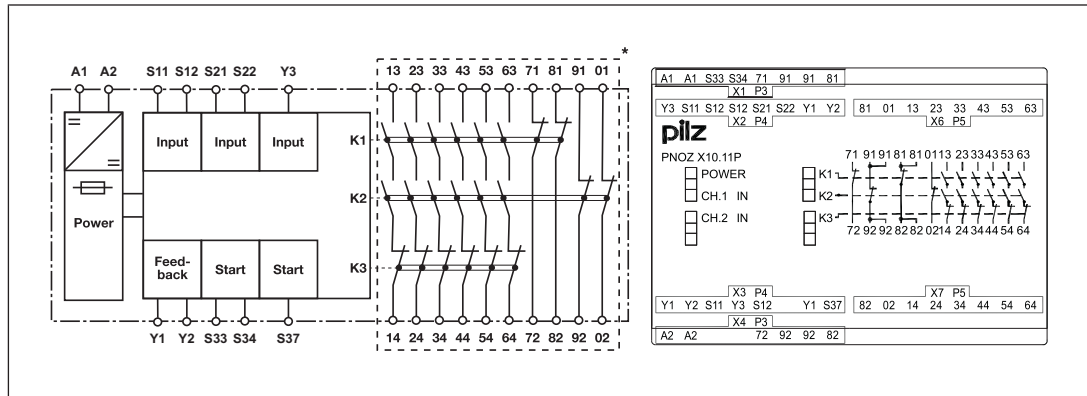 *
A1 A2 S11 S12 S21 S22 Y3 13 23 33 43 53 63 71 81 91 01
= =
Input Input Input
K1
K2
Power
Feed-
back
Start Start
K3
Y1 Y2 S33 S34 S37 14 24 34 44 54 64 72 82 92 02
A1 A1 S33 S34 71 91 91 81
X1 P3
Y3 S11 S12 S12 S21 S22 Y1 Y2 81 01 13 23 33 43 53 63
X2 P4 X6 P5
pilz
PNOZ X10.11P
71 91 91 81 81 01 13 23 33 43 53 63
POWER K1
CH.1 IN K2
CH.2 IN K3
72 92 92 82 82 02 14 24 34 44 54 64
X3 P4 X7 P5
Y1 Y2 S11 Y3 S12 Y1 S37 82 02 14 24 34 44 54 64
X4 P3
A2 A2 72 92 92 82